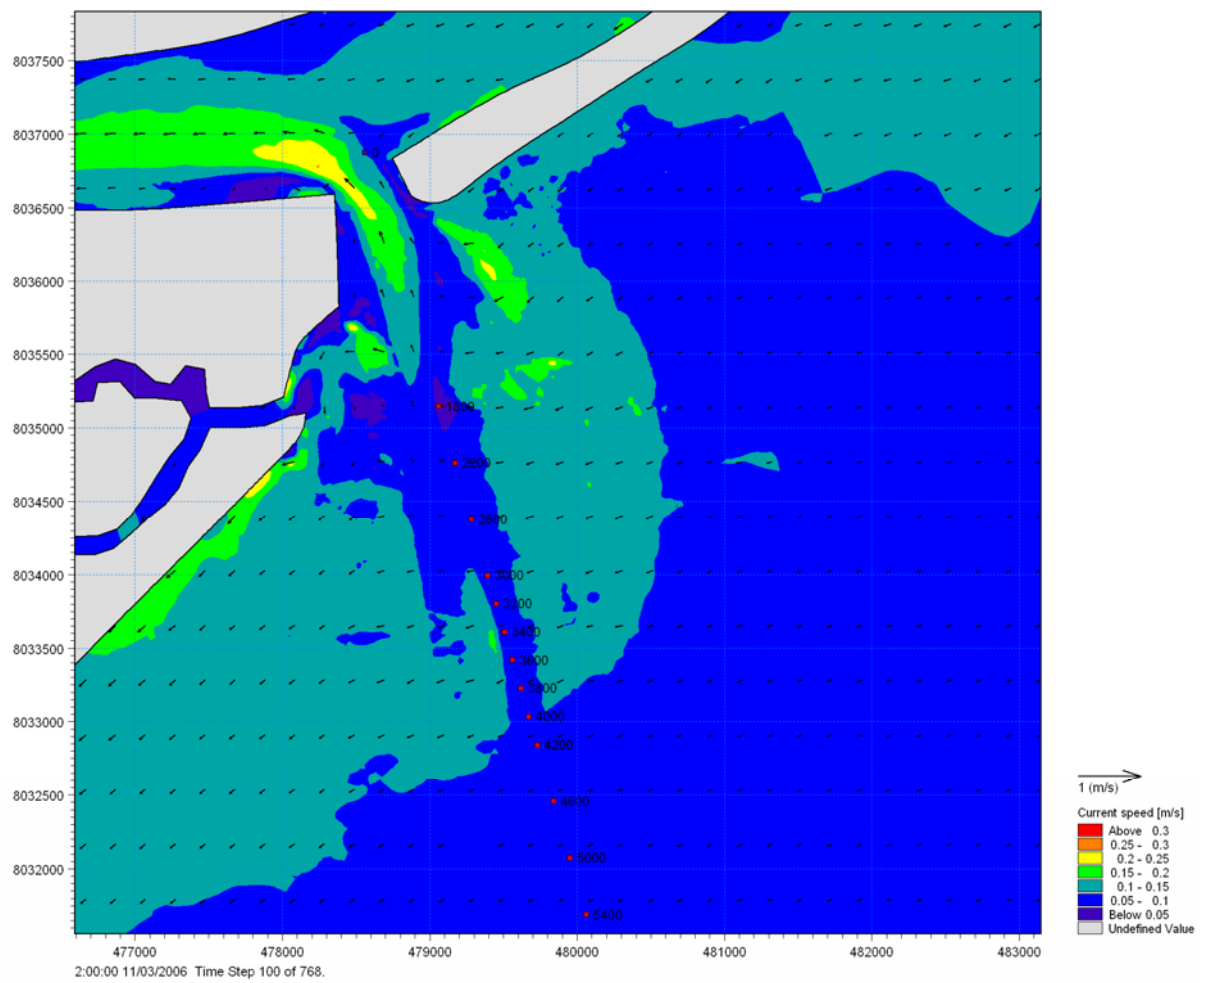 8037500
8037000
8036500
8036000
8035500
8035000
8034500
8034000
8033500
8033000
8032500
8032000
0
1800
2200
2600
3000
3200
3400
3600
3800
4000
4200
4600
5000
5400
477000 478000 479000 480000 481000 482000 483000
2:00:00 11/03/2006 Time Step 100 of 768.
1 (m/s)
Current speed [m/s]
Above 0.3
0.25 - 0.3
0.2 - 0.25
0.15 - 0.2
0.1 - 0.15
0.05 - 0.1
Below 0.05
Undefined Value